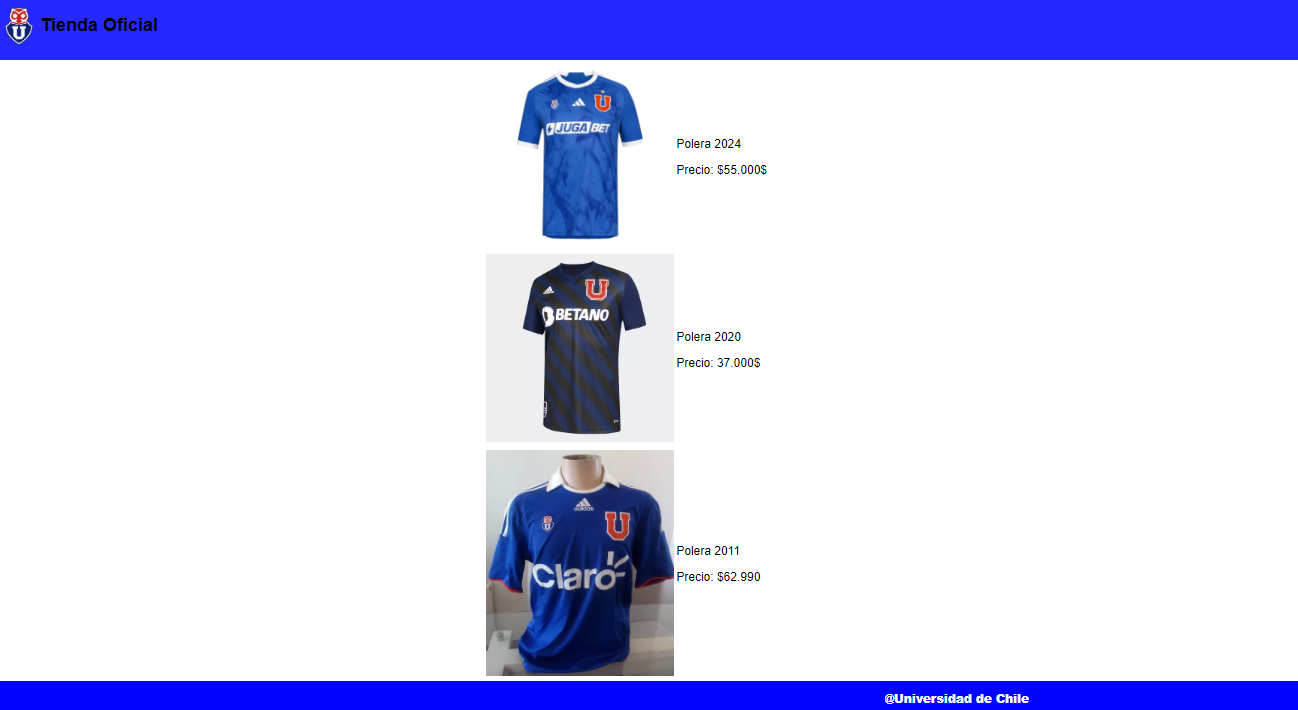 U
Tienda Oficial
U
JUGABET
Polera 2024
Precio: $55.000$
U
BETANO
Polera 2020
Precio: 37.000$
adidas
U
U
Claro
Polera 2011
Precio: $62.990
@Universidad de Chile